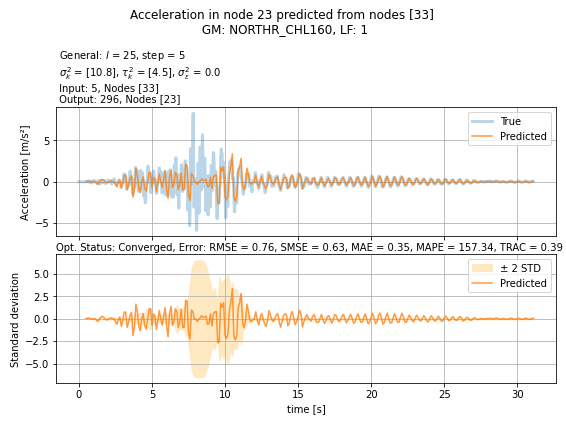 Acceleration in node 23 predicted from nodes [33]
GM: NORTHR_CHL160, LF: 1
General: l = 25, step = 5
σ²ₖ = [10.8], τ²ₖ = [4.5], σ²ε = 0.0
Input: 5, Nodes [33]
Output: 296, Nodes [23]
Acceleration [m/s²]
5
0
−5
True
Predicted
Opt. Status: Converged, Error: RMSE = 0.76, SMSE = 0.63, MAE = 0.35, MAPE = 157.34, TRAC = 0.39
Standard deviation
5.0
2.5
0.0
−2.5
−5.0
± 2 STD
Predicted
0 5 10 15 20 25 30
time [s]